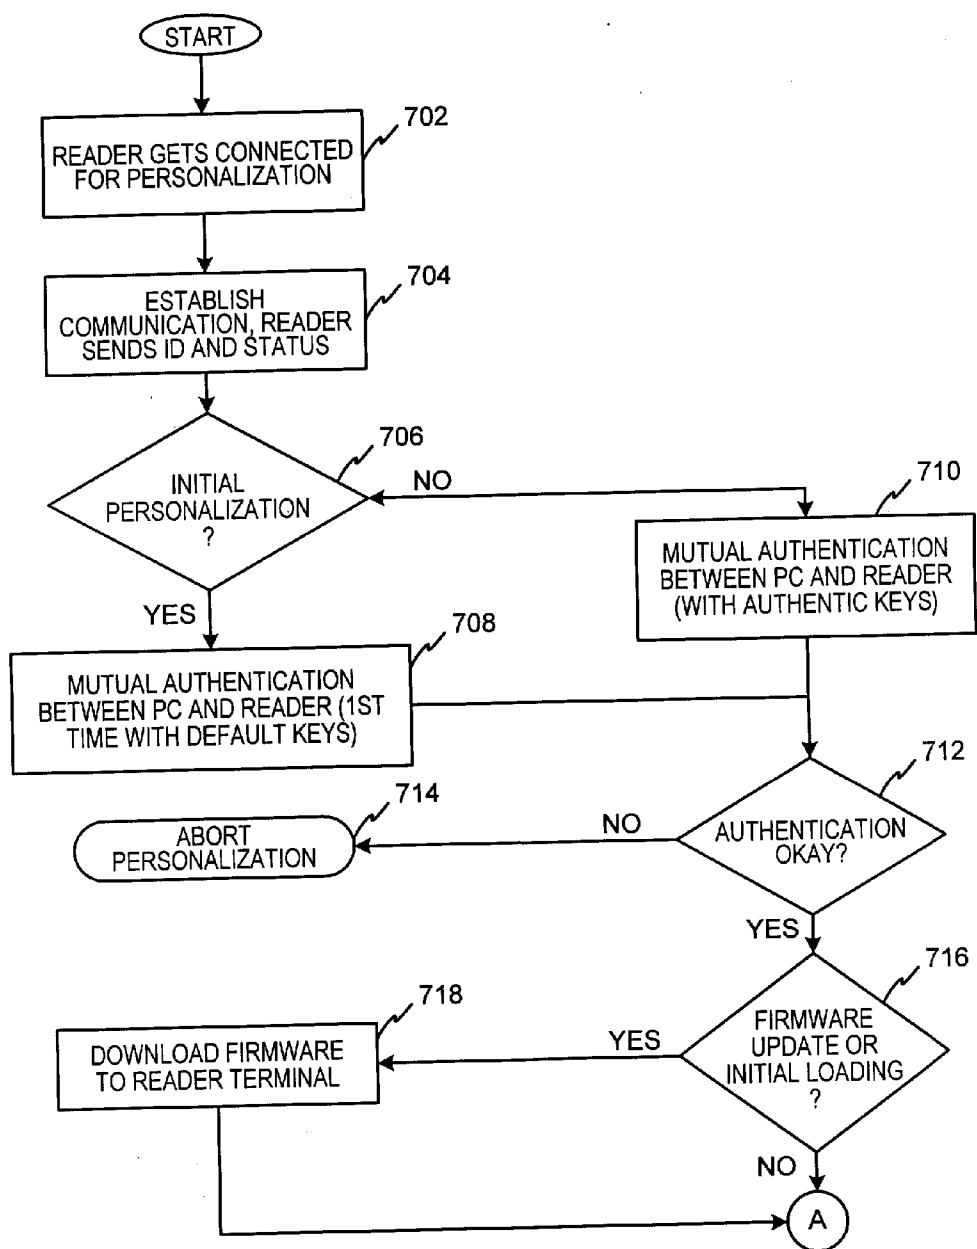 START
702
READER GETS CONNECTED
FOR PERSONALIZATION
704
ESTABLISH
COMMUNICATION, READER
SENDS ID AND STATUS
706
INITIAL
PERSONALIZATION
?
NO
710
MUTUAL AUTHENTICATION
BETWEEN PC AND READER
(WITH AUTHENTIC KEYS)
YES
708
MUTUAL AUTHENTICATION
BETWEEN PC AND READER (1ST
TIME WITH DEFAULT KEYS)
712
AUTHENTICATION
OKAY?
NO
714
ABORT
PERSONALIZATION
YES
716
FIRMWARE
UPDATE OR
INITIAL LOADING
?
YES
718
DOWNLOAD FIRMWARE
TO READER TERMINAL
NO
A